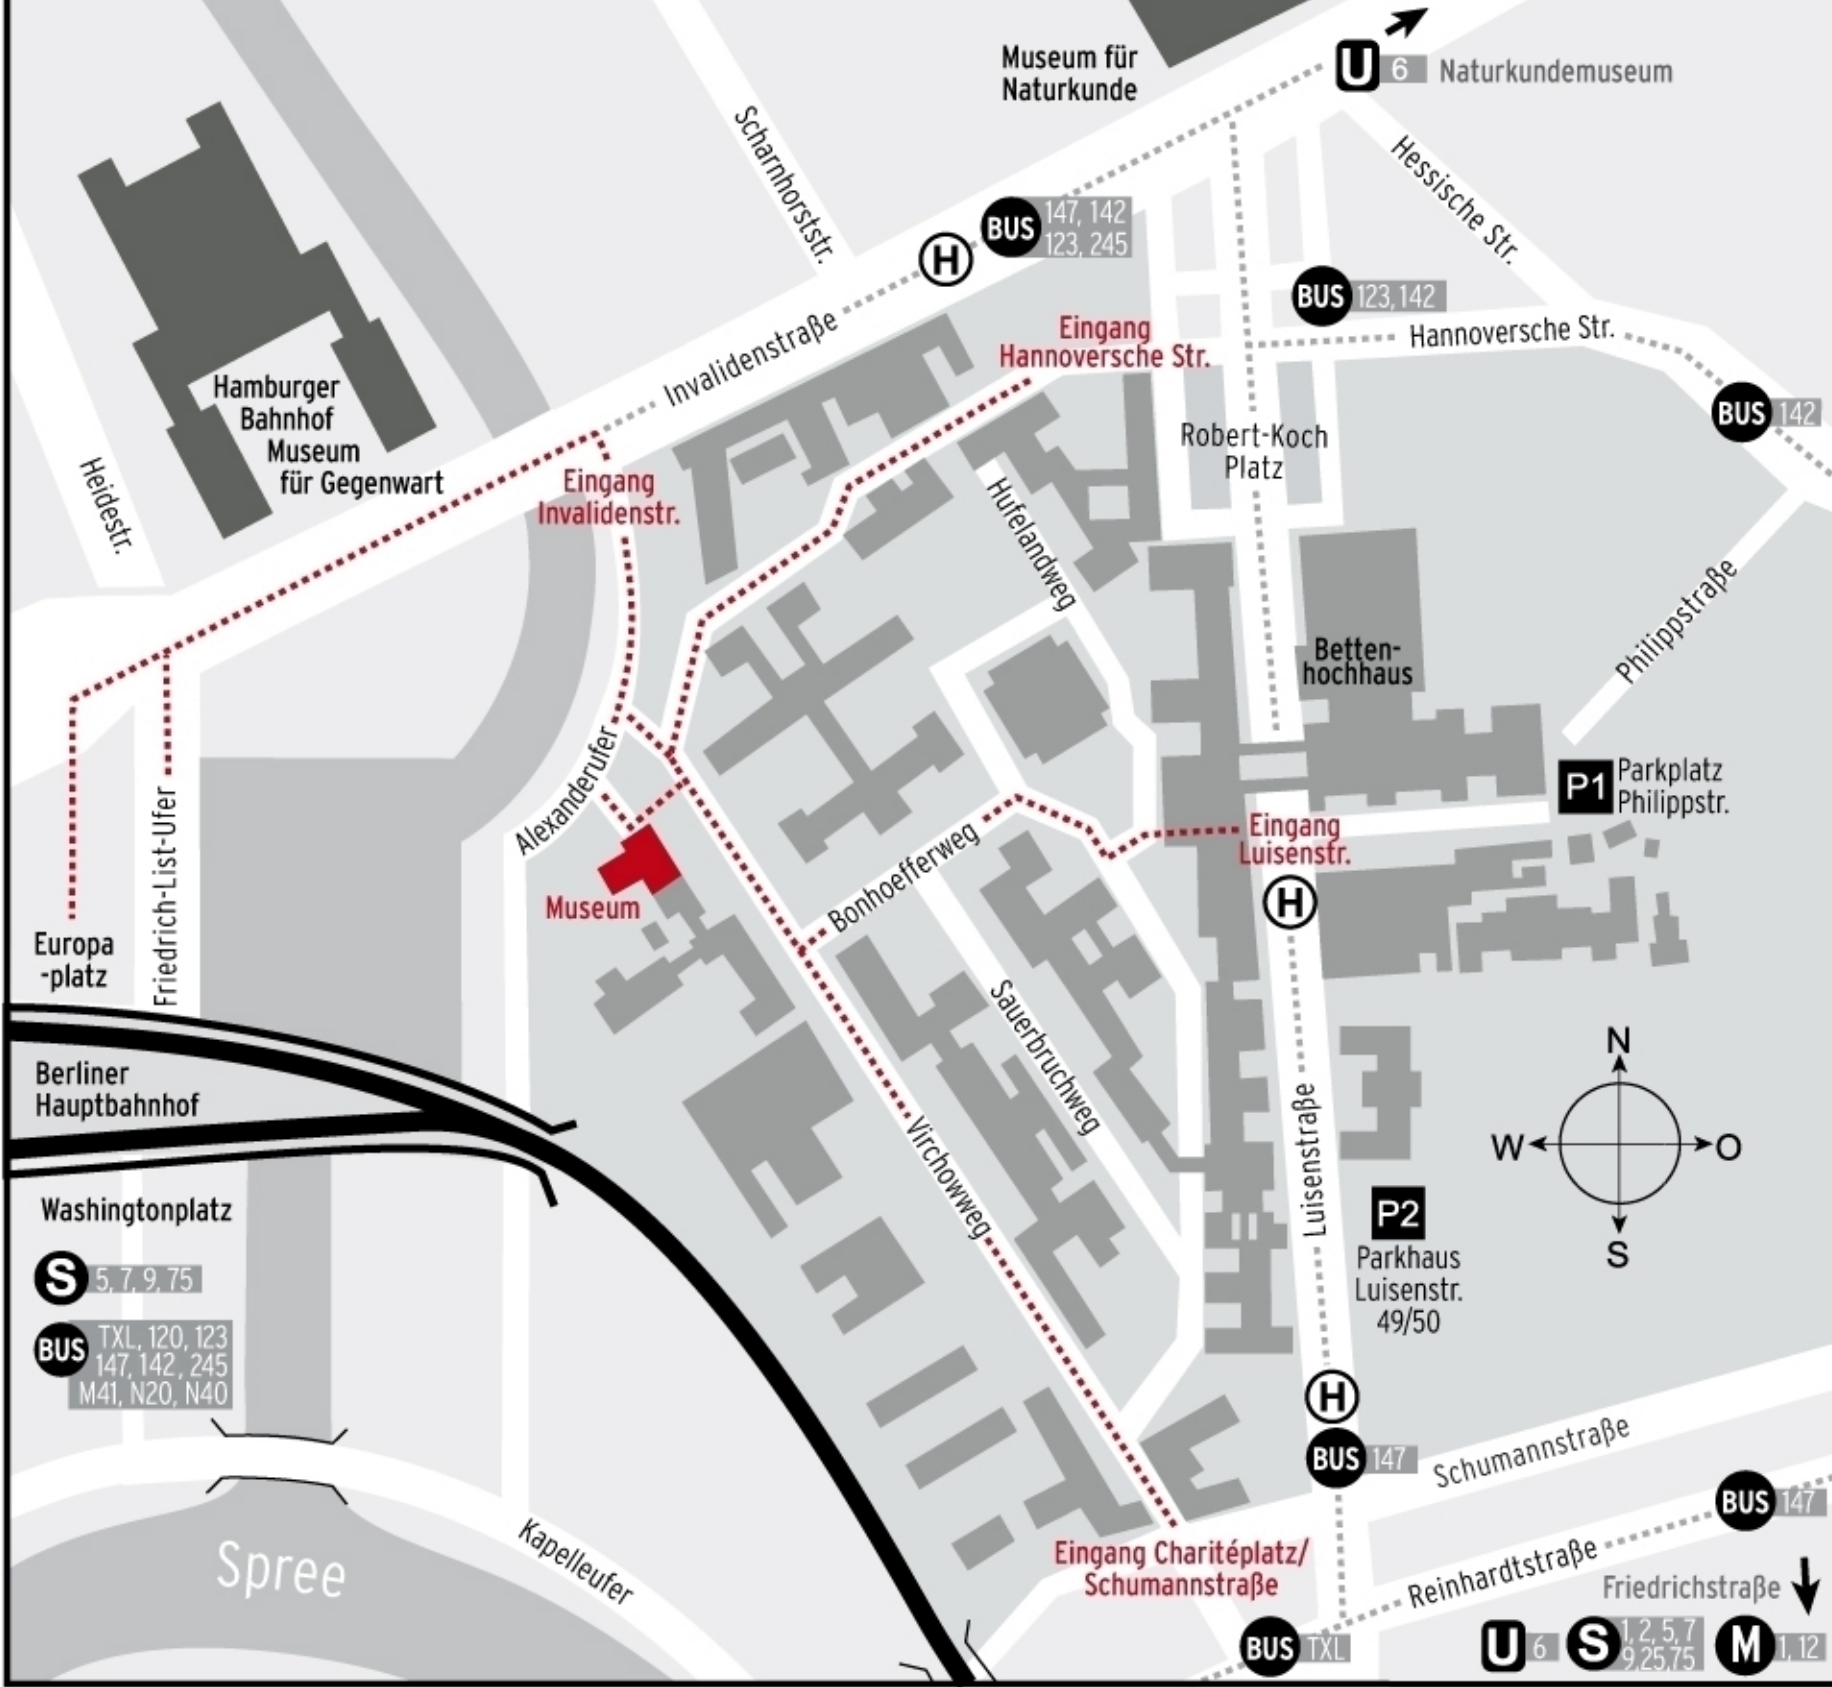 Museum für
Naturkunde
U 6 Naturkundemuseum
Scharnhorststr.
Hessische Str.
BUS 147, 142
123, 245
H
BUS 123, 142
Eingang
Hannoversche Str.
Hannoversche Str.
Invalidenstraße
Hamburger
Bahnhof
Museum
für Gegenwart
BUS 142
Robert-Koch
Platz
Heidestr.
Eingang
Invalidenstr.
Hufelandweg
Philippstraße
Betten-
hochhaus
P1 Parkplatz
Philippstr.
Alexanderufer
Friedrich-List-Ufer
Eingang
Luisenstr.
Bonhoefferweg
H
Museum
Europa
-platz
Sauerbruchweg
Berliner
Hauptbahnhof
N
W O
S
Luisenstraße
Virchowweg
Washingtonplatz
P2
Parkhaus
Luisenstr.
49/50
S 5, 7, 9, 75
BUS TXL, 120, 123
147, 142, 245
M41, N20, N40
H
BUS 147
Schumannstraße
BUS 147
Spree
Kapelleufer
Eingang Charitéplatz/
Schumannstraße
Reinhardtstraße
Friedrichstraße
BUS TXL
U 6 S 1, 2, 5, 7
9,25,75
M 1, 12